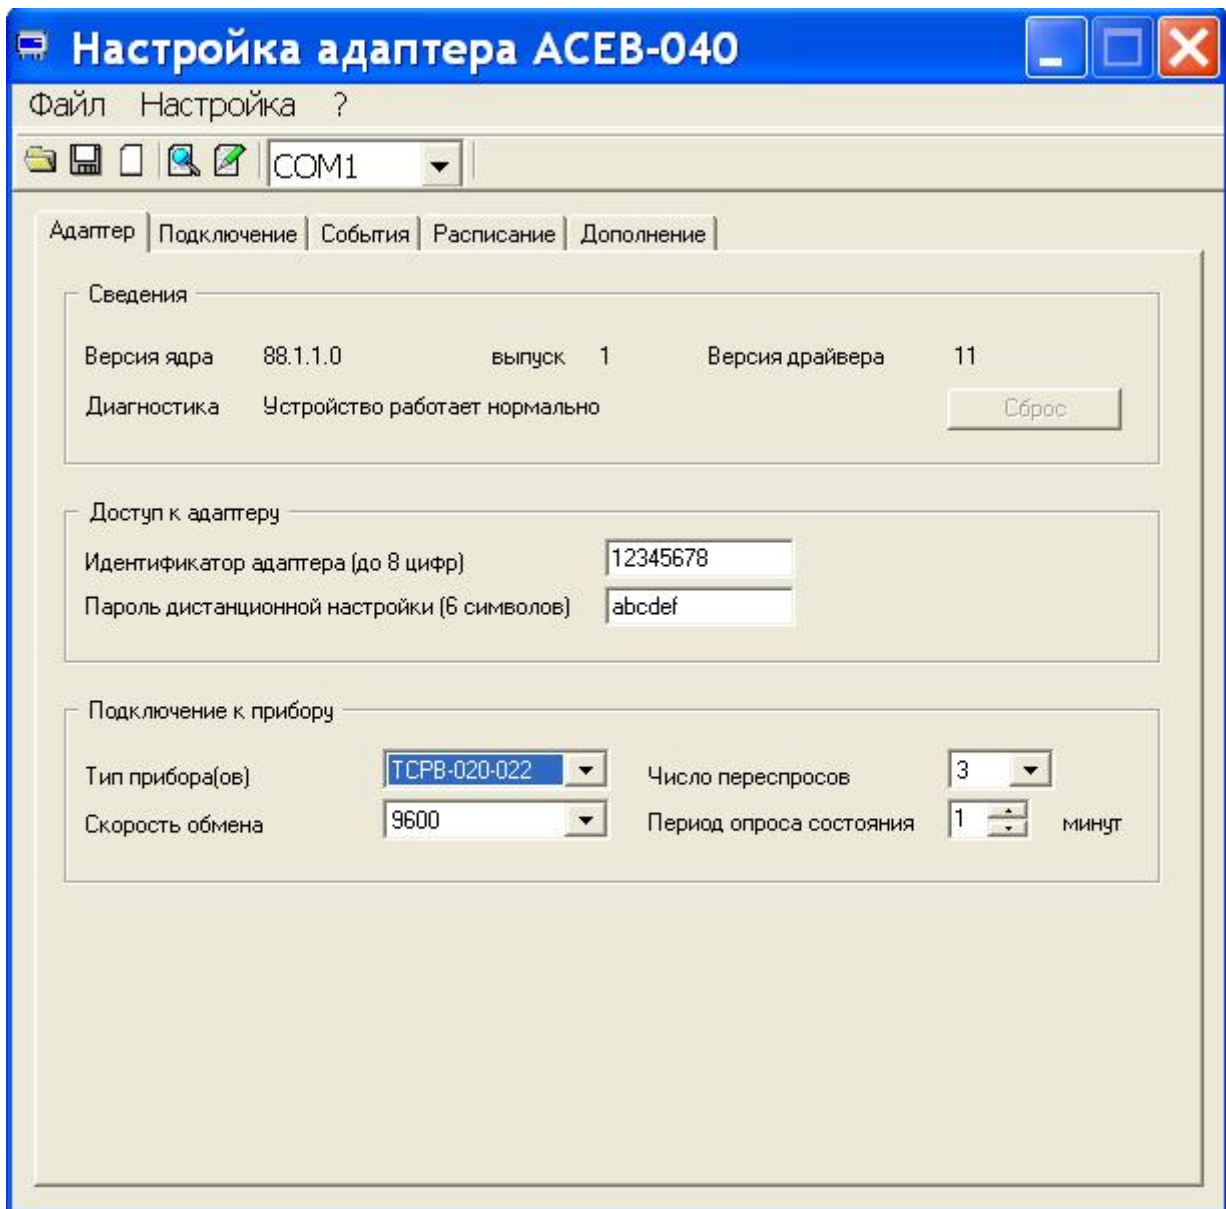 Настройка адаптера АСЕВ-040
Файл Настройка ?
COM1
Адаптер Подключение События Расписание Дополнение
Сведения
Версия ядра 88.1.1.0 выпуск 1 Версия драйвера 11
Диагностика Устройство работает нормально Сброс
Доступ к адаптеру
Идентификатор адаптера (до 8 цифр) 12345678
Пароль дистанционной настройки (6 символов) abcdef
Подключение к прибору
Тип прибора(ов) ТСРВ-020-022 Число переспросов 3
Скорость обмена 9600 Период опроса состояния 1 минут